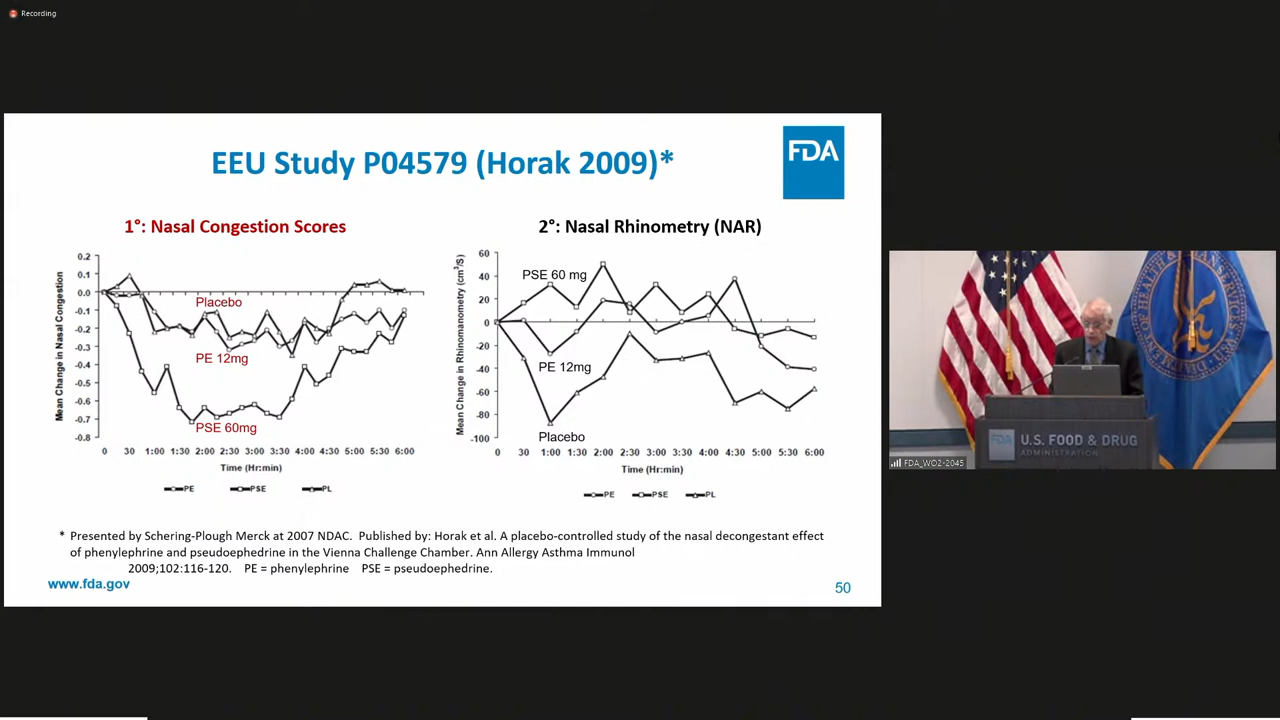 Recording
EEU Study P04579 (Horak 2009)*
FDA
1°: Nasal Congestion Scores
Mean Change in Nasal Congestion
0.2
0.1
0.0
-0.1
-0.2
-0.3
-0.4
-0.5
-0.6
-0.7
-0.8
Placebo
PE 12mg
PSE 60mg
0 30 1:00 1:30 2:00 2:30 3:00 3:30 4:00 4:30 5:00 5:30 6:00
Time (Hr:min)
PE PSE PL
2°: Nasal Rhinometry (NAR)
Mean Change in Rhinomanometry (cm³/S)
60
40
20
0
-20
-40
-60
-80
-100
PSE 60 mg
PE 12mg
Placebo
0 30 1:00 1:30 2:00 2:30 3:00 3:30 4:00 4:30 5:00 5:30 6:00
Time (Hr:min)
PE PSE PL
* Presented by Schering-Plough Merck at 2007 NDAC. Published by: Horak et al. A placebo-controlled study of the nasal decongestant effect
of phenylephrine and pseudoephedrine in the Vienna Challenge Chamber. Ann Allergy Asthma Immunol
2009;102:116-120. PE = phenylephrine PSE = pseudoephedrine.
www.fda.gov
50
FDA U.S. FOOD & DRUG
ADMINISTRATION
FDA_WO2-2045